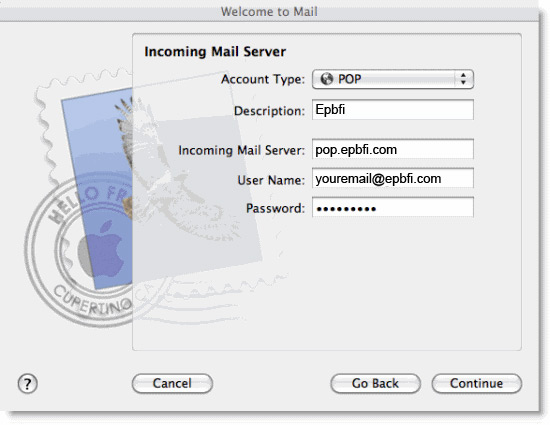 Welcome to Mail
Incoming Mail Server
Account Type: POP
Description: Epbfi
Incoming Mail Server: pop.epbfi.com
User Name: youremail@epbfi.com
Password: •••••••••
HELLO FR
CUPERTINO
? Cancel Go Back Continue